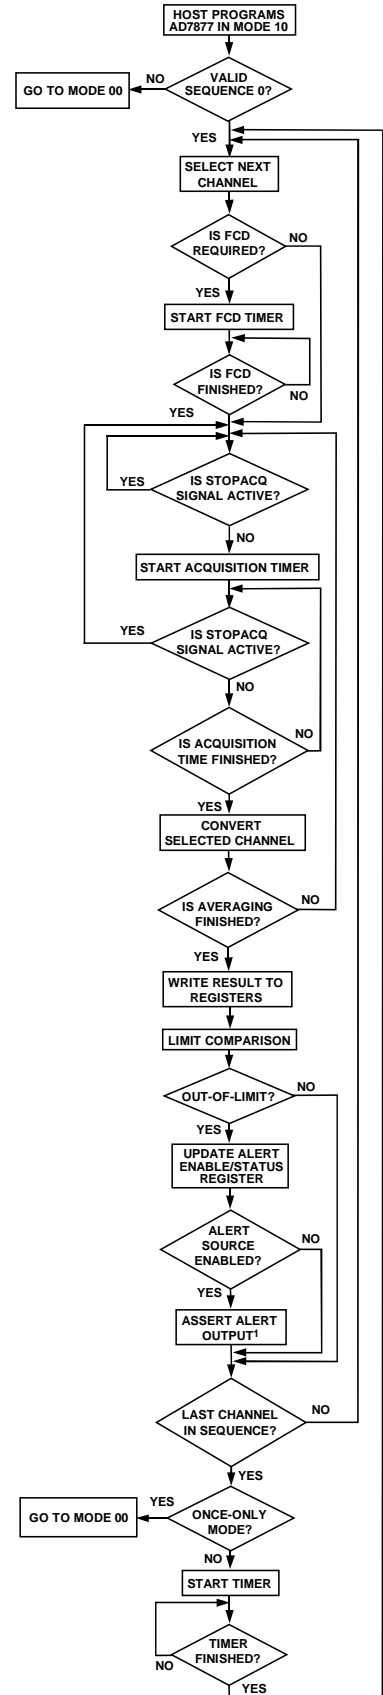 HOST PROGRAMS
AD7877 IN MODE 10
VALID
SEQUENCE 0?
NO
GO TO MODE 00
YES
SELECT NEXT
CHANNEL
IS FCD
REQUIRED?
NO
YES
START FCD TIMER
IS FCD
FINISHED?
NO
YES
IS STOPACQ
SIGNAL ACTIVE?
YES
NO
START ACQUISITION TIMER
IS STOPACQ
SIGNAL ACTIVE?
YES
NO
IS ACQUISITION
TIME FINISHED?
NO
YES
CONVERT
SELECTED CHANNEL
IS AVERAGING
FINISHED?
NO
YES
WRITE RESULT TO
REGISTERS
LIMIT COMPARISON
OUT-OF-LIMIT?
NO
YES
UPDATE ALERT
ENABLE/STATUS
REGISTER
ALERT
SOURCE
ENABLED?
NO
YES
ASSERT ALERT
OUTPUT¹
LAST CHANNEL
IN SEQUENCE?
NO
YES
ONCE-ONLY
MODE?
YES
GO TO MODE 00
NO
START TIMER
TIMER
FINISHED?
NO
YES